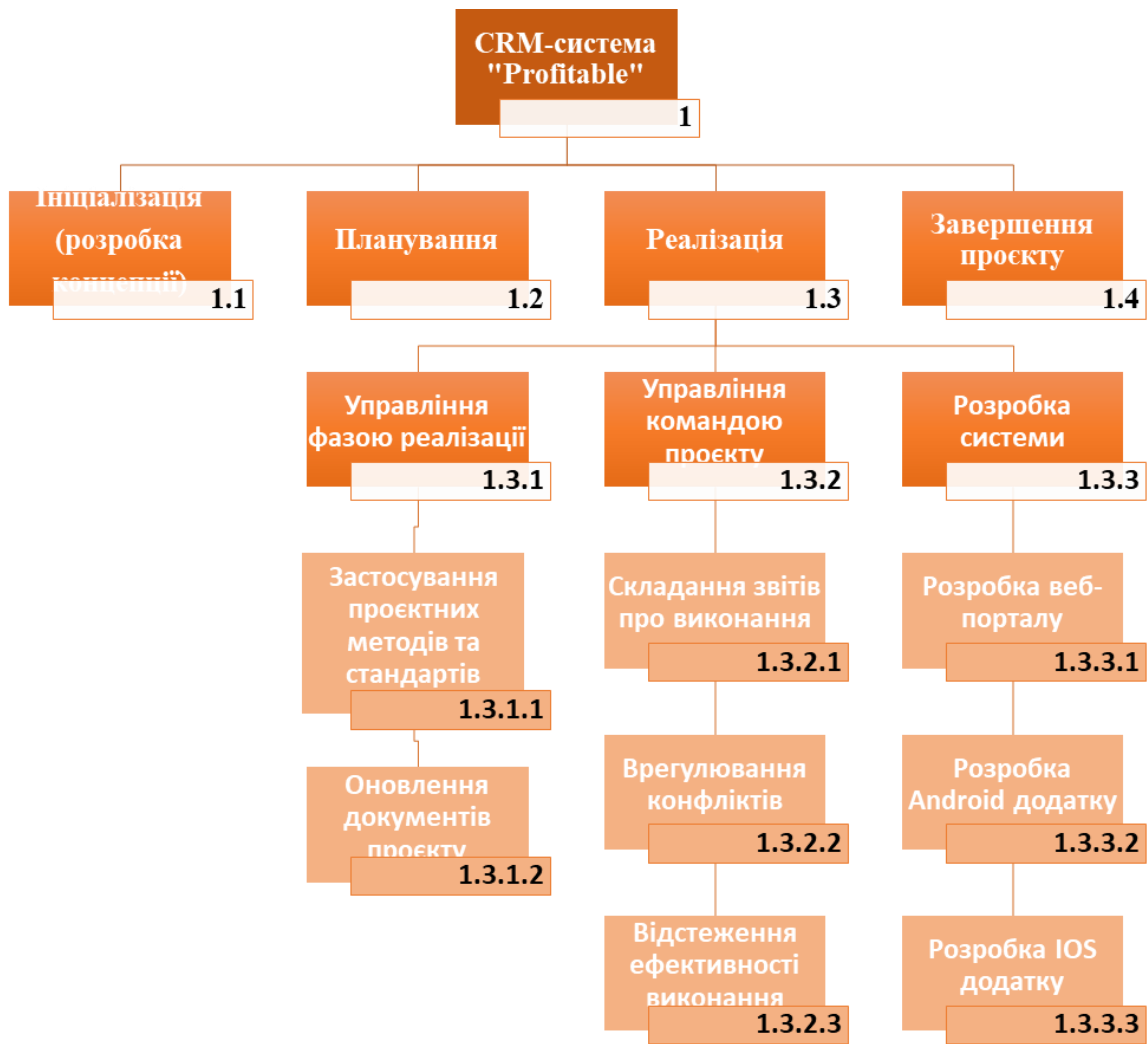 CRM-система
"Profitable"
1
Ініціалізація
(розробка
концепції)
1.1
Планування
1.2
Реалізація
1.3
Завершення
проєкту
1.4
Управління
фазою реалізації
1.3.1
Управління
командою
проєкту
1.3.2
Розробка
системи
1.3.3
Застосування
проєктних
методів та
стандартів
1.3.1.1
Складання звітів
про виконання
1.3.2.1
Розробка веб-
порталу
1.3.3.1
Оновлення
документів
проєкту
1.3.1.2
Врегулювання
конфліктів
1.3.2.2
Розробка
Android додатку
1.3.3.2
Відстеження
ефективності
виконання
1.3.2.3
Розробка IOS
додатку
1.3.3.3